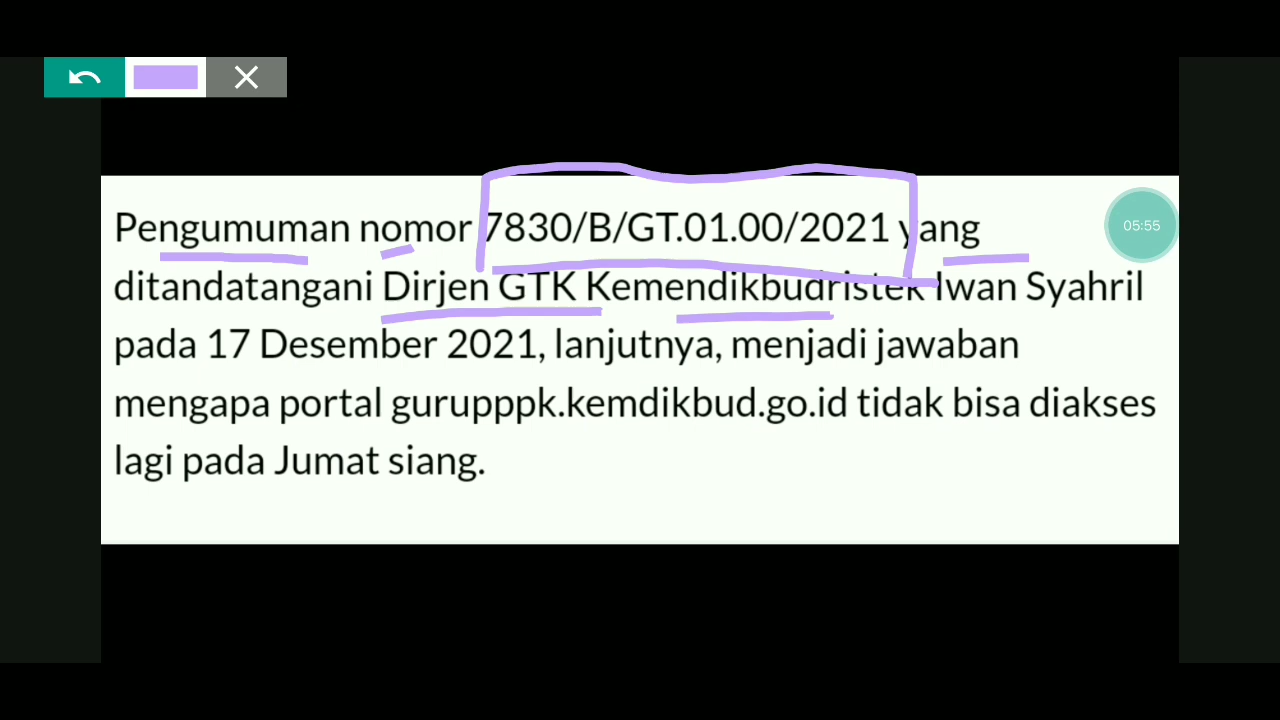 Pengumuman nomor 7830/B/GT.01.00/2021 yang
05:55
ditandatangani Dirjen GTK Kemendikbudristek Iwan Syahril
pada 17 Desember 2021, lanjutnya, menjadi jawaban
mengapa portal gurupppk.kemdikbud.go.id tidak bisa diakses
lagi pada Jumat siang.